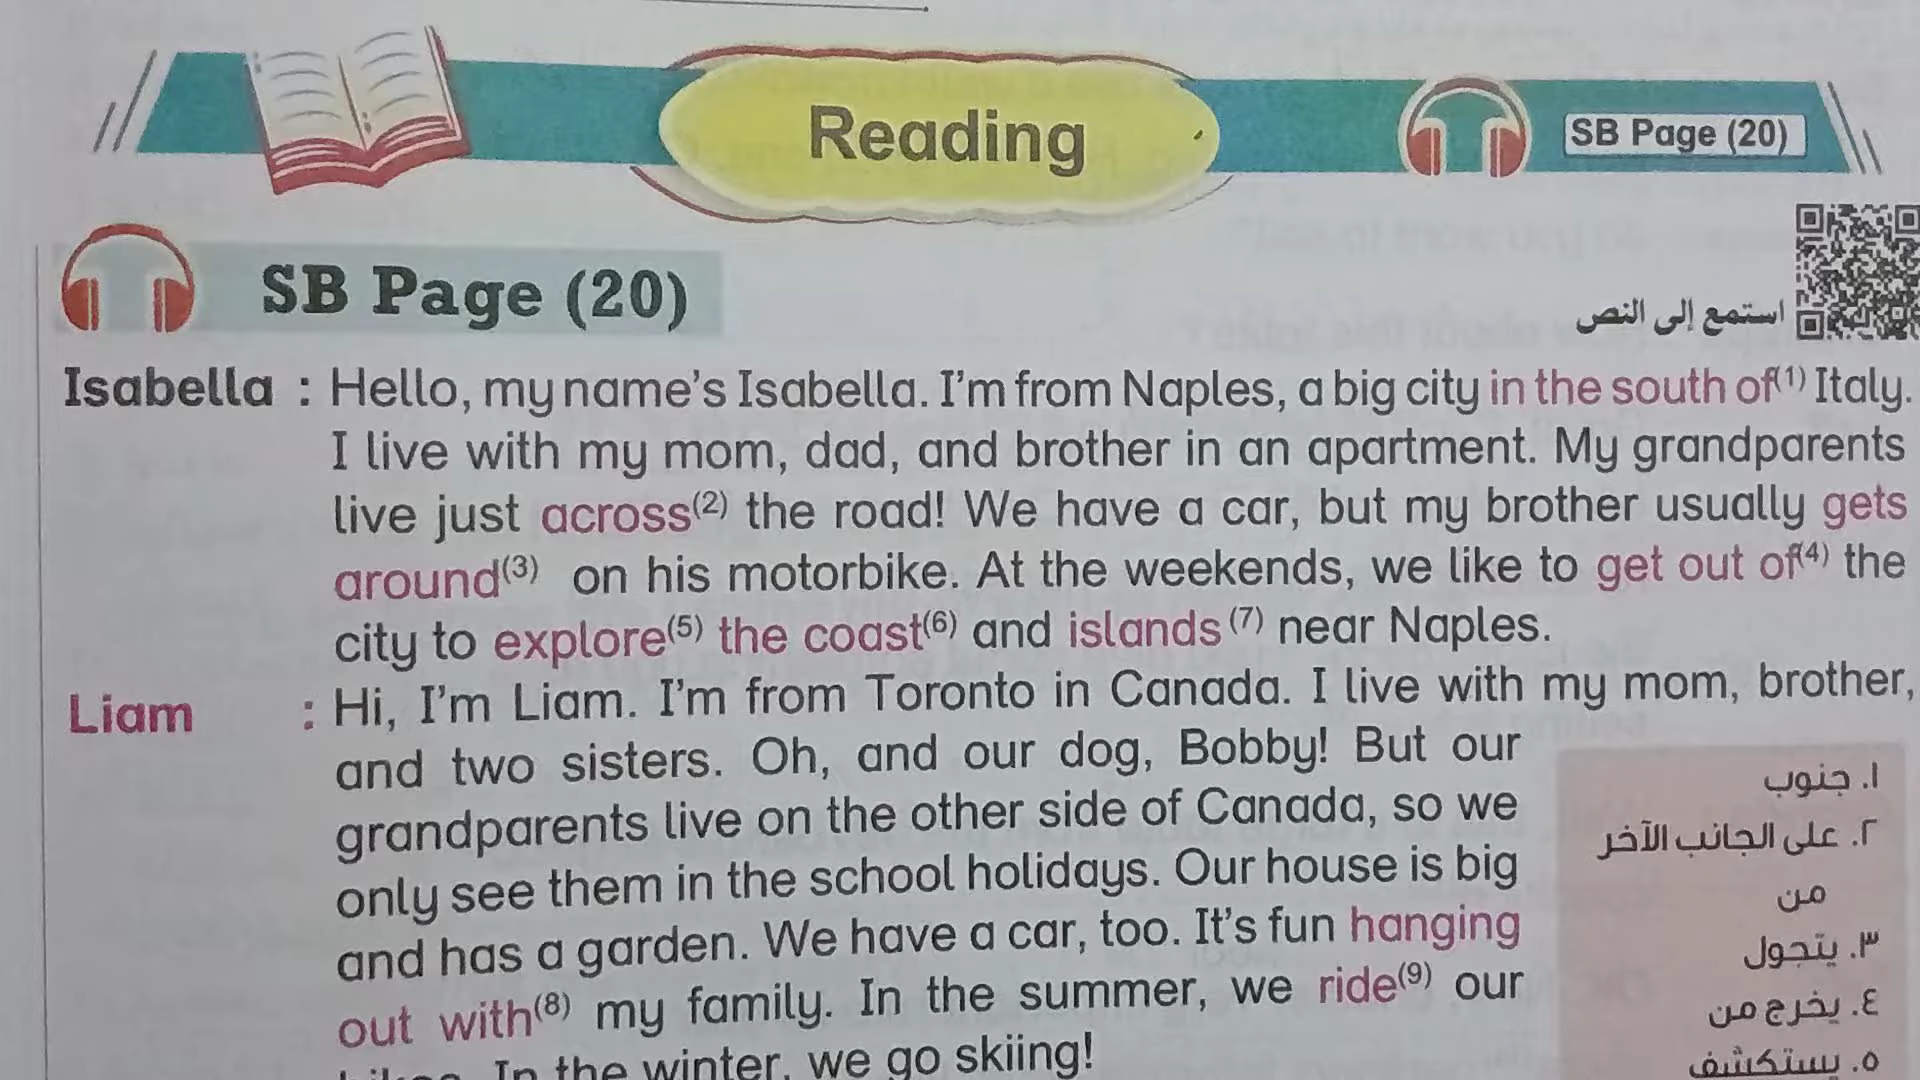 Reading
SB Page (20)
SB Page (20)
استمع إلى النص
Isabella : Hello, my name's Isabella. I'm from Naples, a big city in the south of(1) Italy.
I live with my mom, dad, and brother in an apartment. My grandparents
live just across(2) the road! We have a car, but my brother usually gets
around(3) on his motorbike. At the weekends, we like to get out of(4) the
city to explore(5) the coast(6) and islands(7) near Naples.
Liam : Hi, I'm Liam. I'm from Toronto in Canada. I live with my mom, brother,
and two sisters. Oh, and our dog, Bobby! But our
grandparents live on the other side of Canada, so we
only see them in the school holidays. Our house is big
and has a garden. We have a car, too. It's fun hanging
out with(8) my family. In the summer, we ride(9) our
In the winter, we go skiing!
١. جنوب
٢. على الجانب الآخر
من
٣. يتجول
٤. يخرج من
٥. يستكشف